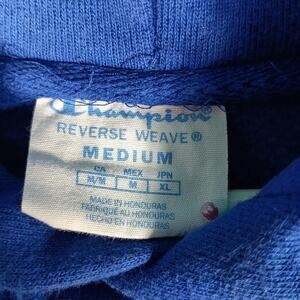 Champion
REVERSE WEAVE®
MEDIUM
CA MEX JPN
M/M M XL
MADE IN HONDURAS
FABRIQUÉ AU HONDURAS
HECHO EN HONDURAS